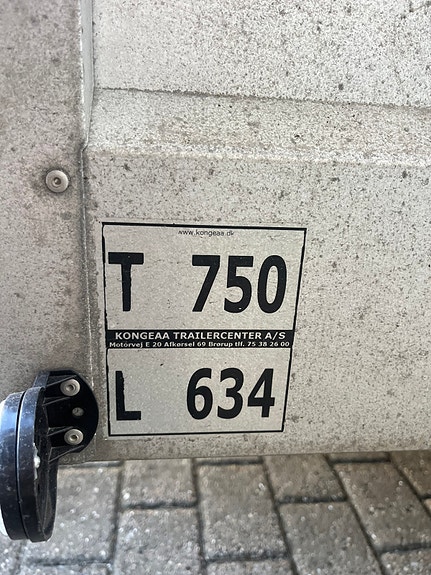 www.kongeaa.dk
T 750
KONGEAA TRAILERCENTER A/S
Motorvej E 20 Afkørsel 69 Brørup tlf. 75 38 26 00
L 634